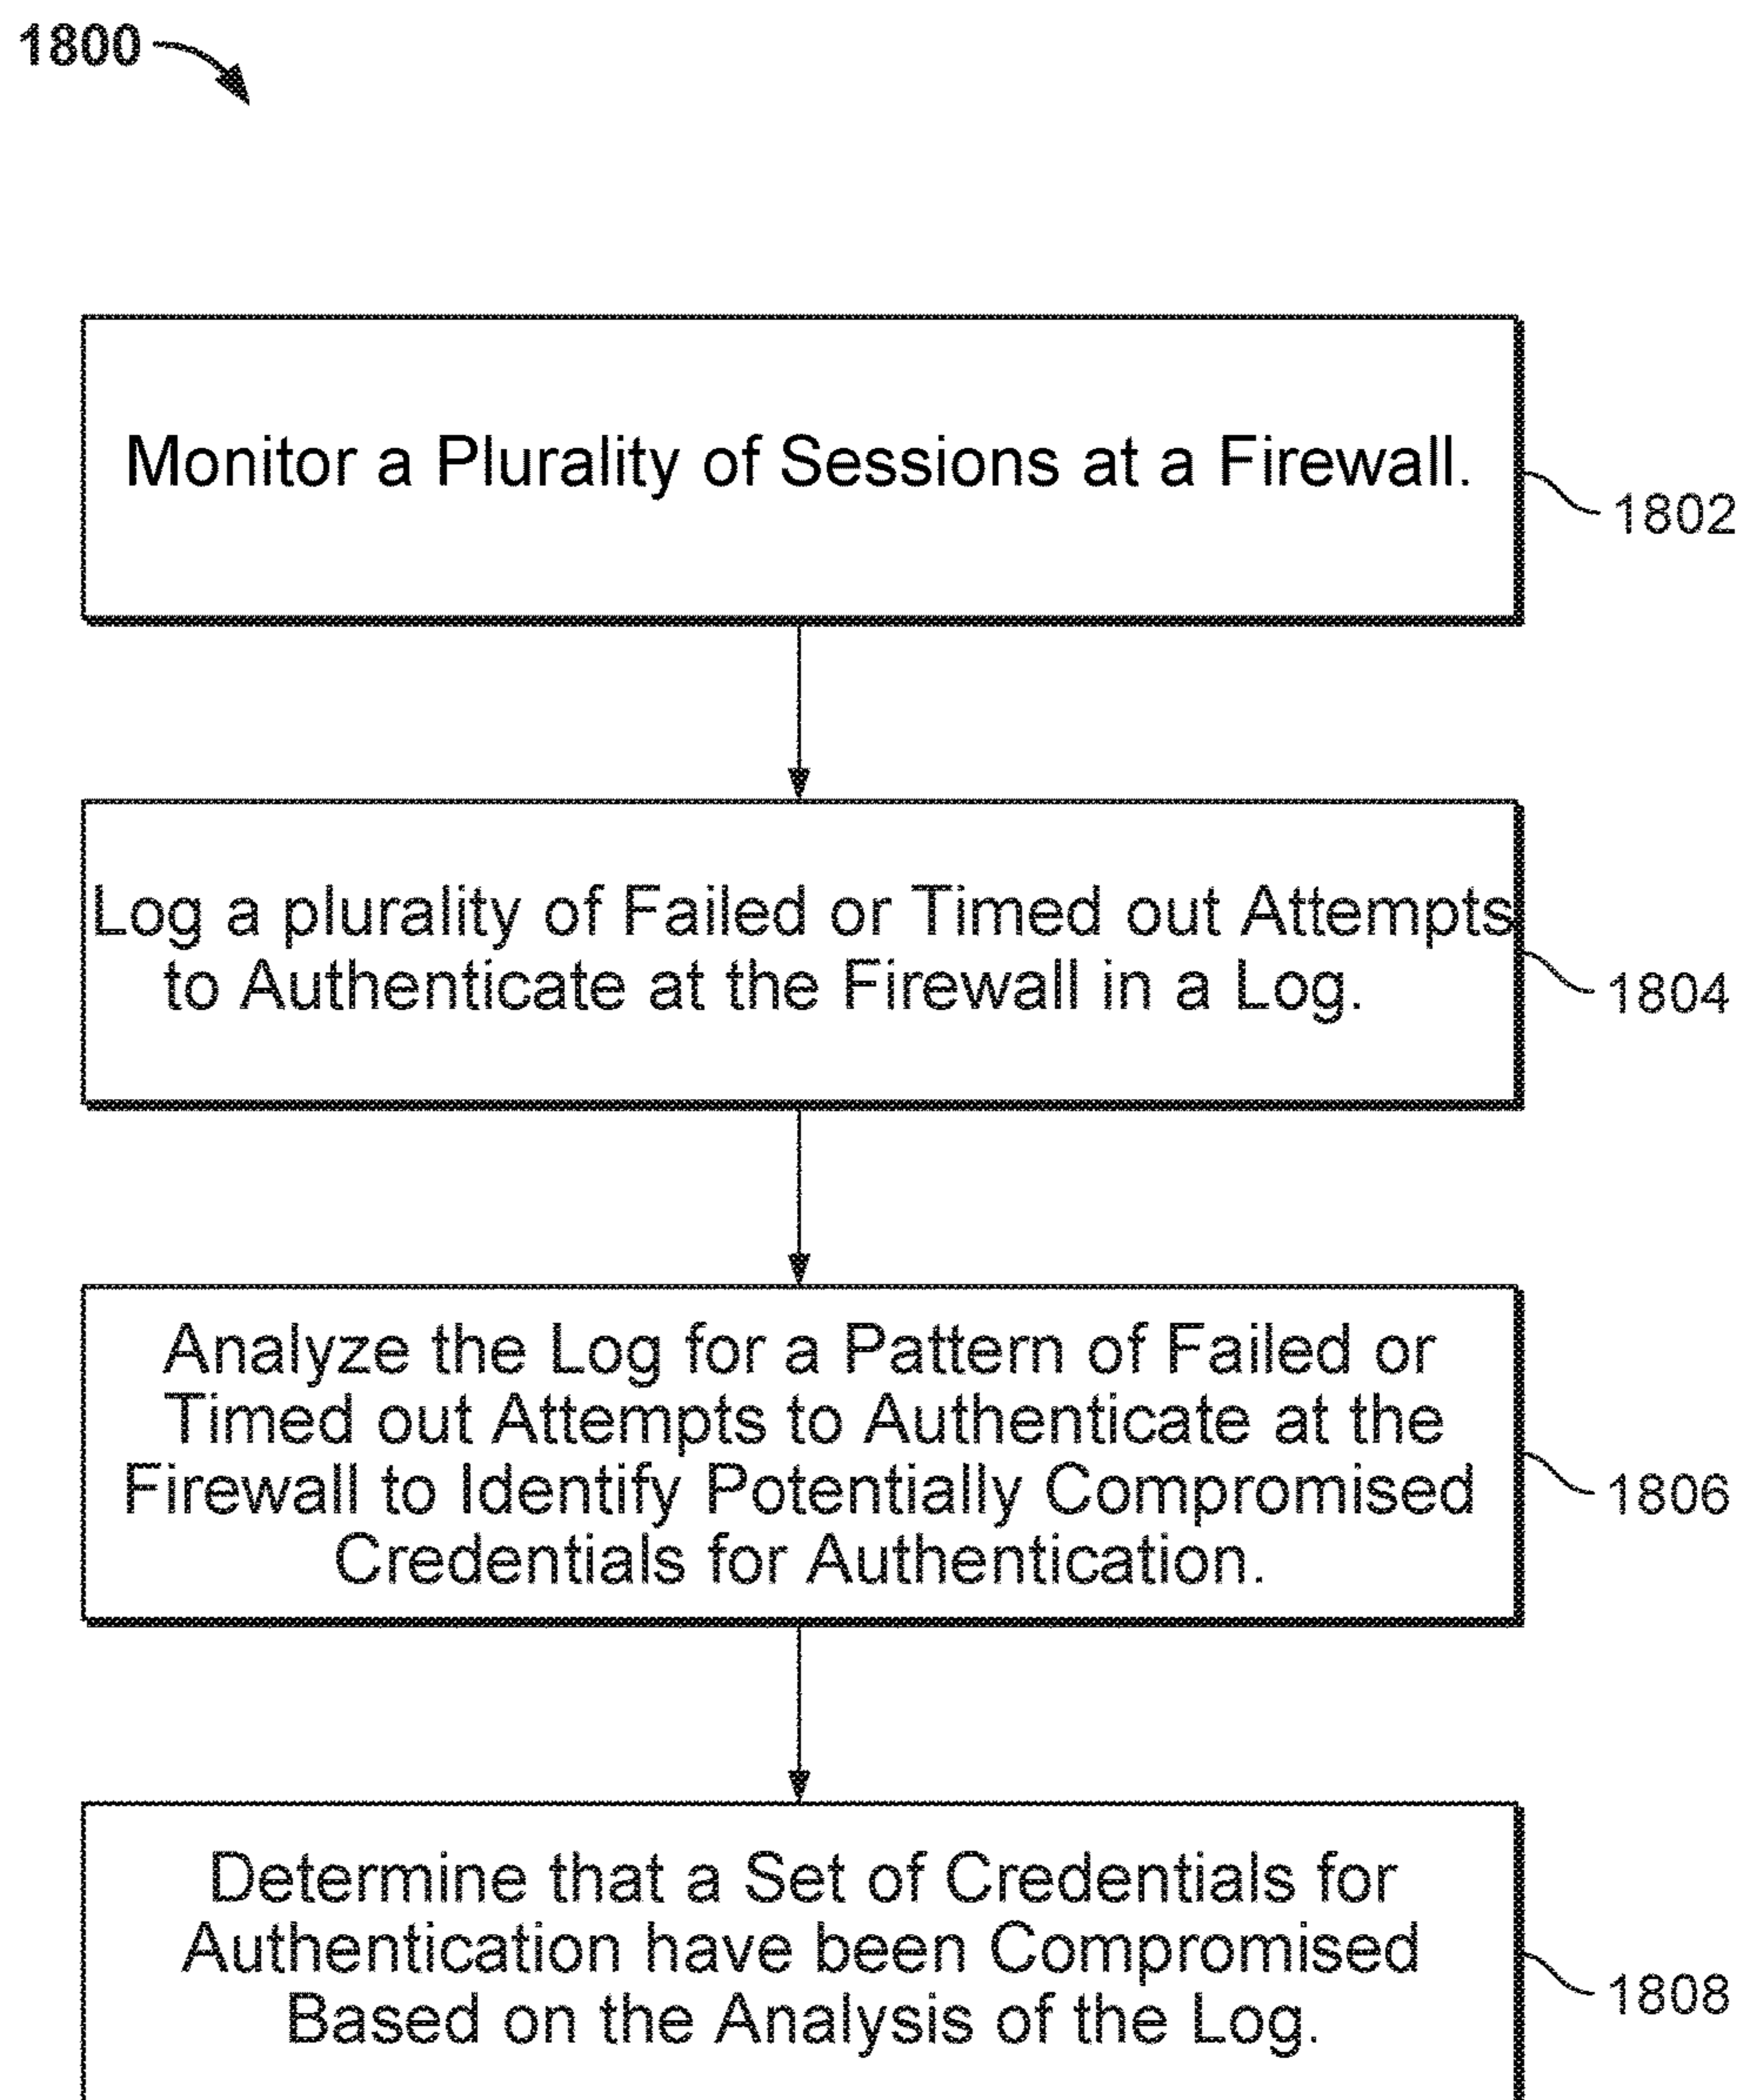 1800
Monitor a Plurality of Sessions at a Firewall.
1802
Log a plurality of Failed or Timed out Attempts
to Authenticate at the Firewall in a Log.
1804
Analyze the Log for a Pattern of Failed or
Timed out Attempts to Authenticate at the
Firewall to Identify Potentially Compromised
Credentials for Authentication.
1806
Determine that a Set of Credentials for
Authentication have been Compromised
Based on the Analysis of the Log.
1808